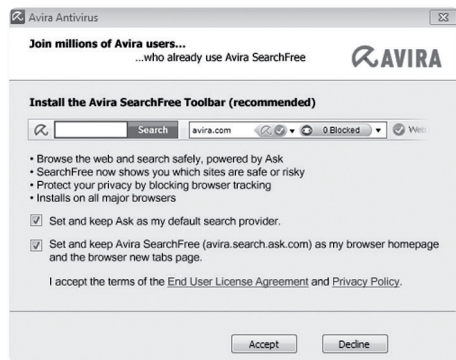 Avira Antivirus
Join millions of Avira users...
...who already use Avira SearchFree
AVIRA
Install the Avira SearchFree Toolbar (recommended)
Search avira.com 0 Blocked Web
• Browse the web and search safely, powered by Ask
• SearchFree now shows you which sites are safe or risky
• Protect your privacy by blocking browser tracking
• Installs on all major browsers
Set and keep Ask as my default search provider.
Set and keep Avira SearchFree (avira.search.ask.com) as my browser homepage
and the browser new tabs page.
I accept the terms of the End User License Agreement and Privacy Policy.
Accept Decline